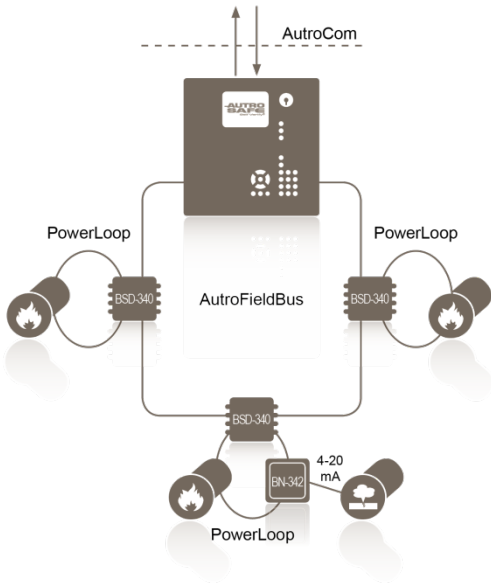 AutroCom
AUTRO
SAFE
PowerLoop
PowerLoop
BSD-340
AutroFieldBus
BSD-340
BSD-340
4-20
mA
BN-342
PowerLoop